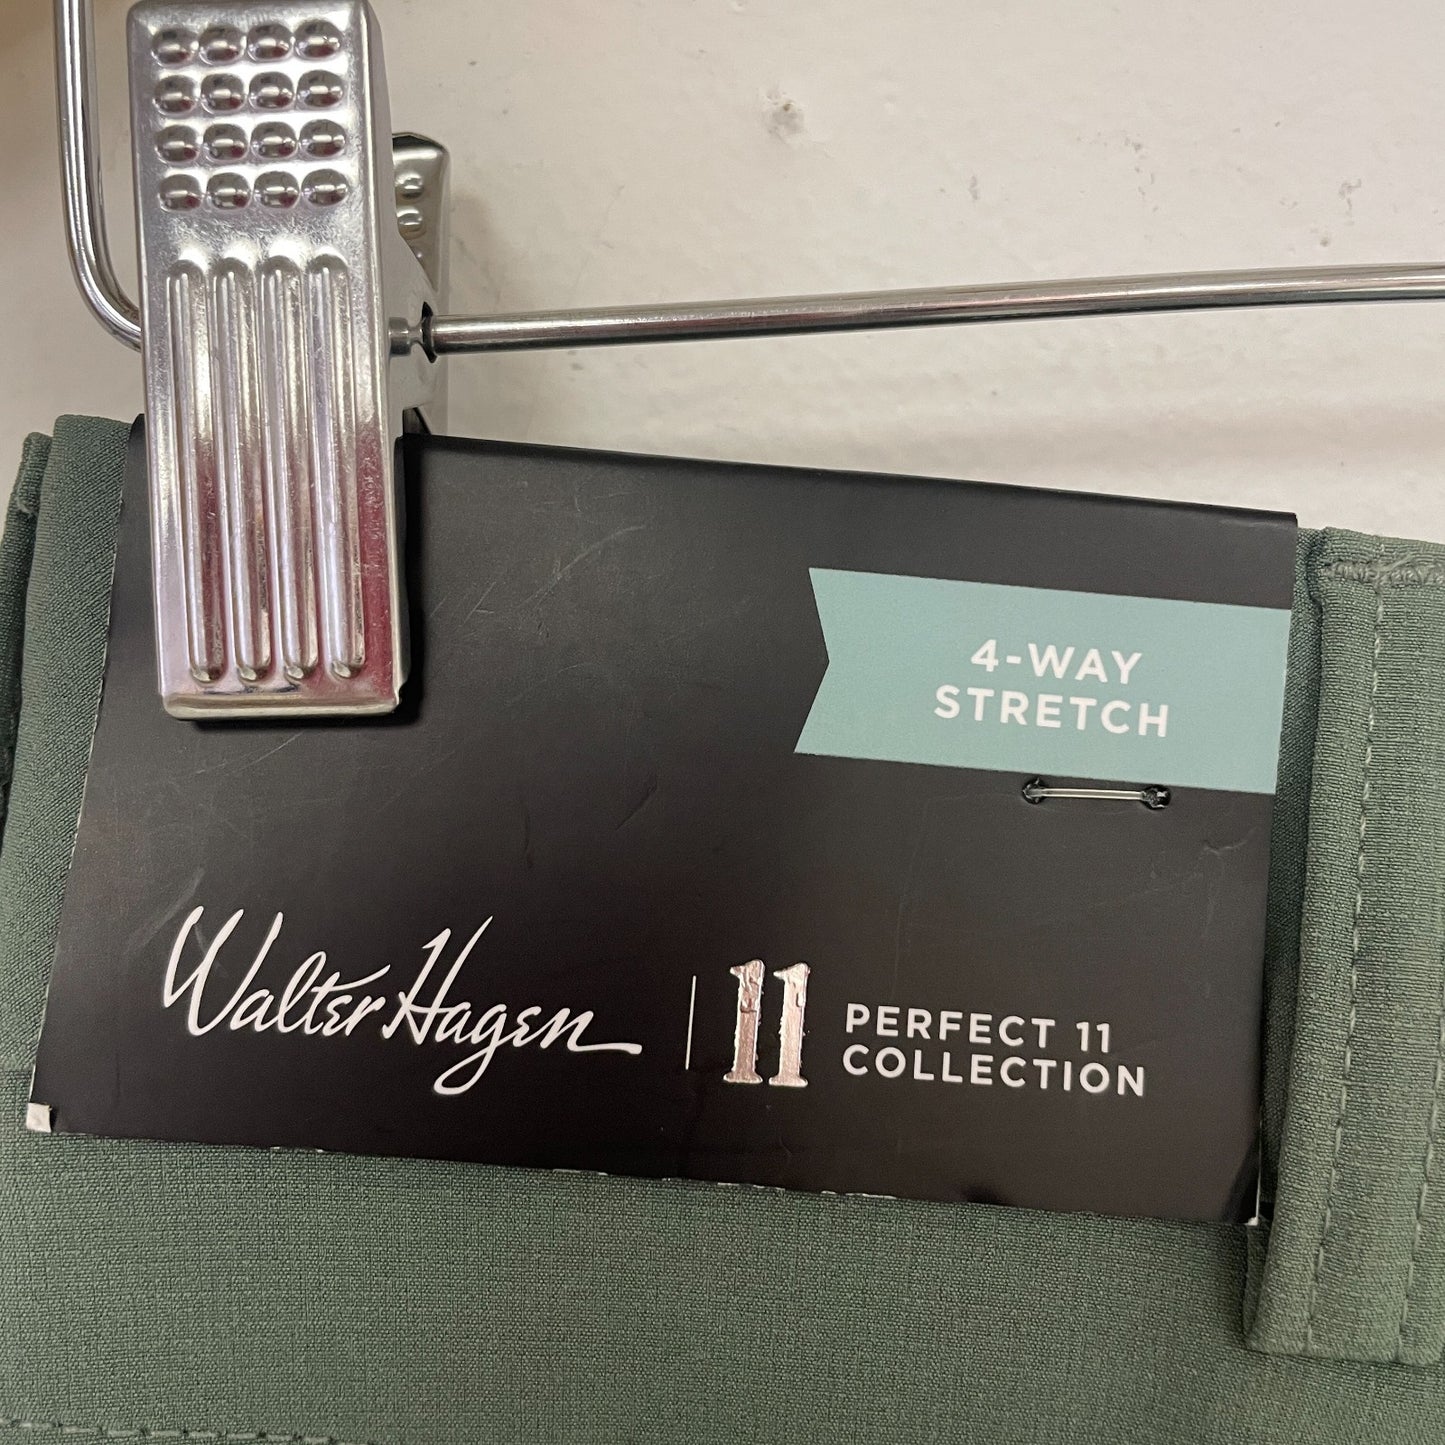 4-WAY
STRETCH
Walter Hagen
11
PERFECT 11
COLLECTION